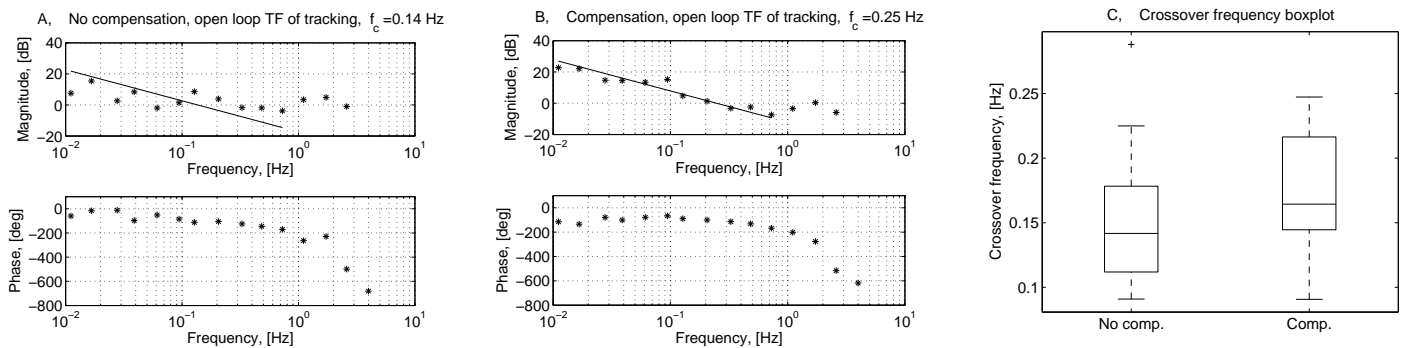 A, No compensation, open loop TF of tracking, f_c=0.14 Hz
Magnitude, [dB]
40
20
0
−20
10^-2
10^-1
10^0
10^1
Frequency, [Hz]
Phase, [deg]
0
−200
−400
−600
−800
10^-2
10^-1
10^0
10^1
Frequency, [Hz]
B, Compensation, open loop TF of tracking, f_c=0.25 Hz
Magnitude, [dB]
40
20
0
−20
10^-2
10^-1
10^0
10^1
Frequency, [Hz]
Phase, [deg]
0
−200
−400
−600
−800
10^-2
10^-1
10^0
10^1
Frequency, [Hz]
C, Crossover frequency boxplot
Crossover frequency, [Hz]
0.25
0.2
0.15
0.1
No comp.
Comp.